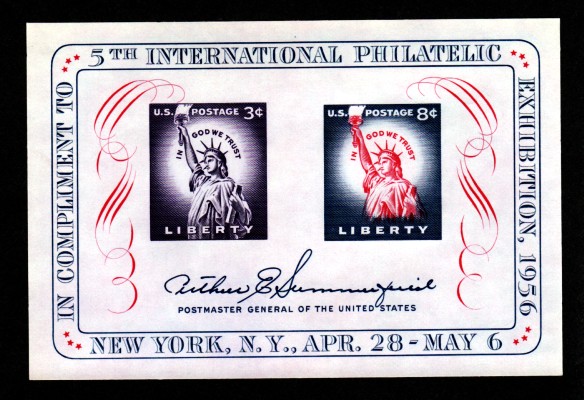 IN COMPLIMENT TO
5TH INTERNATIONAL PHILATELIC
EXHIBITION, 1956
U.S. POSTAGE 3¢
IN GOD WE TRUST
LIBERTY
U.S. POSTAGE 8¢
IN GOD WE TRUST
LIBERTY
Arthur E Summerfield
POSTMASTER GENERAL OF THE UNITED STATES
NEW YORK, N.Y., APR. 28 - MAY 6